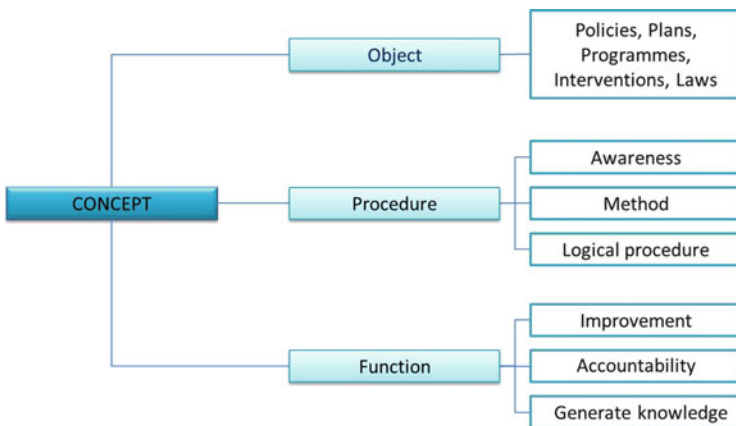 CONCEPT
Object
Policies, Plans,
Programmes,
Interventions, Laws
Procedure
Awareness
Method
Logical procedure
Function
Improvement
Accountability
Generate knowledge